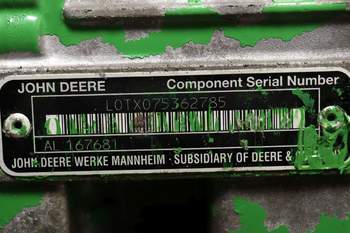 JOHN DEERE Component Serial Number
L0TX075362785
AL 167681
JOHN DEERE WERKE MANNHEIM · SUBSIDIARY OF DEERE &